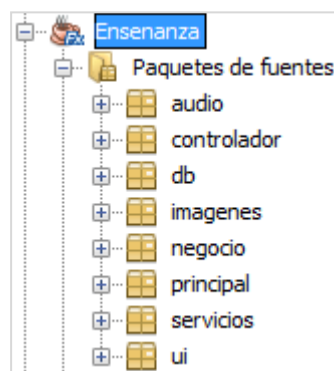 Ensenanza
Paquetes de fuentes
audio
controlador
db
imagenes
negocio
principal
servicios
ui